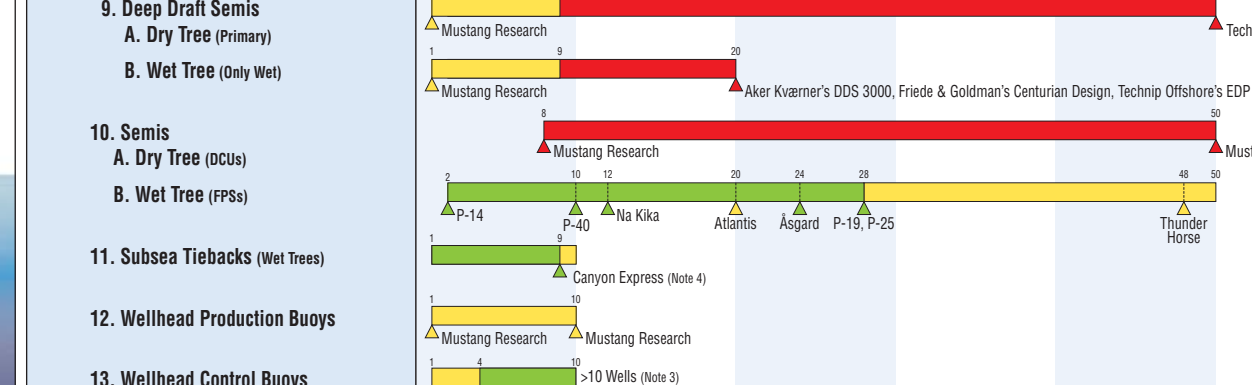 9. Deep Draft Semis
A. Dry Tree (Primary)
Mustang Research
Tech
B. Wet Tree (Only Wet)
1 9 20
Mustang Research
Aker Kværner's DDS 3000, Friede & Goldman's Centurian Design, Technip Offshore's EDP
10. Semis
A. Dry Tree (DCUs)
8 50
Mustang Research
Must
B. Wet Tree (FPSs)
2 10 12 20 24 28 48 50
P-14
P-40
Na Kika
Atlantis
Åsgard
P-19, P-25
Thunder
Horse
11. Subsea Tiebacks (Wet Trees)
1 9
Canyon Express (Note 4)
12. Wellhead Production Buoys
1 10
Mustang Research
Mustang Research
13. Wellhead Control Buoys
1 4 10
>10 Wells (Note 3)